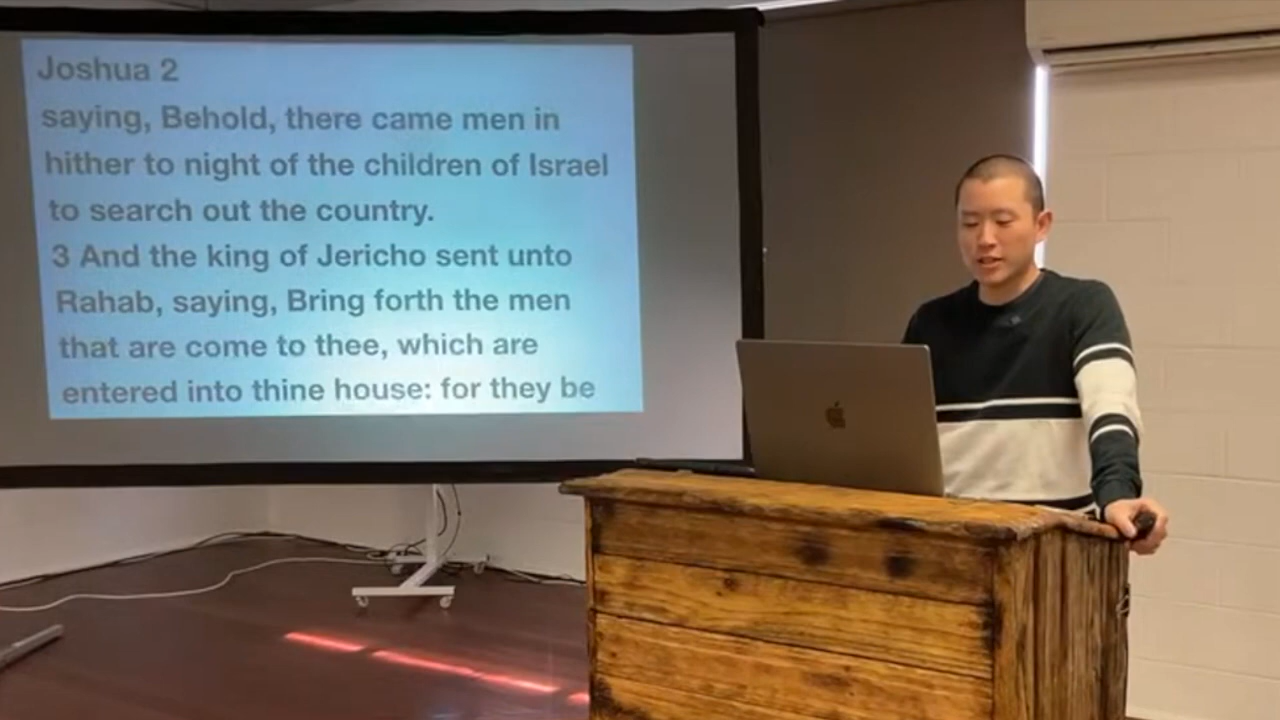 Joshua 2
saying, Behold, there came men in
hither to night of the children of Israel
to search out the country.
3 And the king of Jericho sent unto
Rahab, saying, Bring forth the men
that are come to thee, which are
entered into thine house: for they be